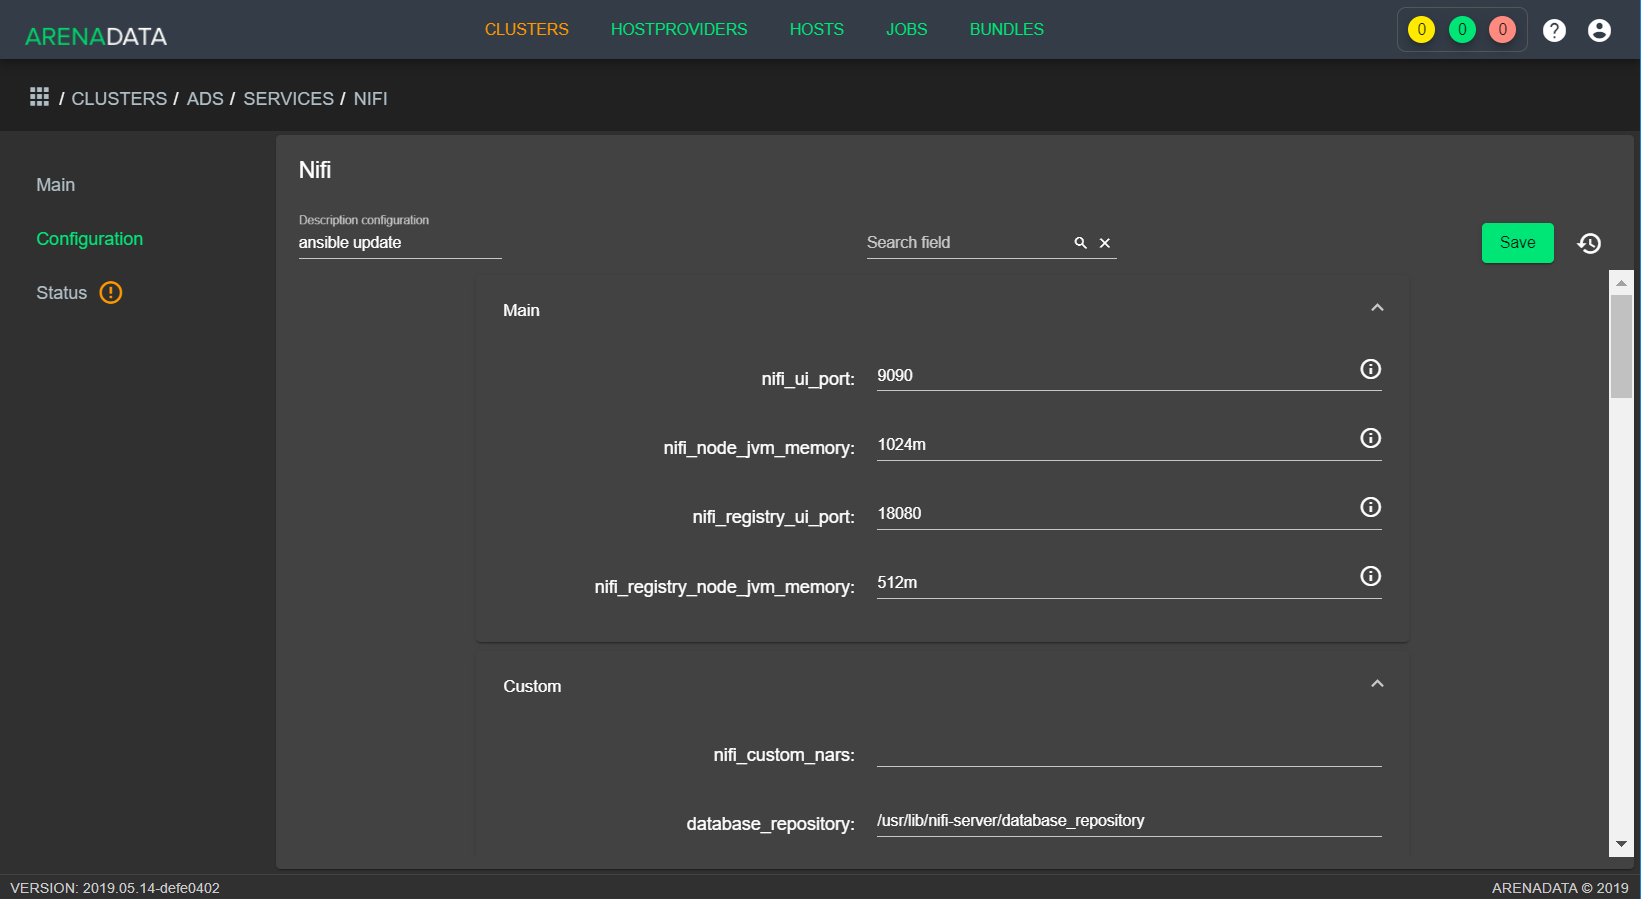 ARENADATA
CLUSTERS HOSTPROVIDERS HOSTS JOBS BUNDLES
0 0 0 ?
/ CLUSTERS / ADS / SERVICES / NIFI
Main
Configuration
Status !
Nifi
Description configuration
ansible update
Search field
Save
Main
nifi_ui_port: 9090
nifi_node_jvm_memory: 1024m
nifi_registry_ui_port: 18080
nifi_registry_node_jvm_memory: 512m
Custom
nifi_custom_nars:
database_repository: /usr/lib/nifi-server/database_repository
VERSION: 2019.05.14-defe0402
ARENADATA © 2019